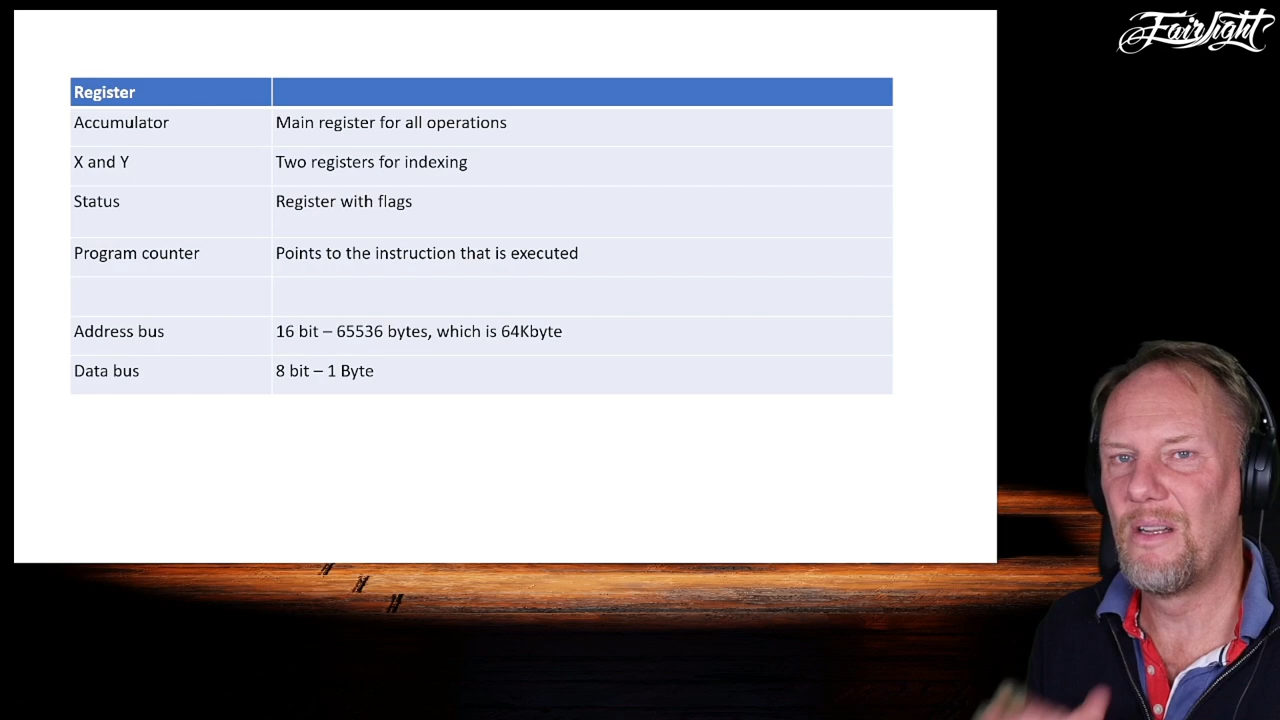 Fairlight
Register
Accumulator Main register for all operations
X and Y Two registers for indexing
Status Register with flags
Program counter Points to the instruction that is executed
Address bus 16 bit – 65536 bytes, which is 64Kbyte
Data bus 8 bit – 1 Byte